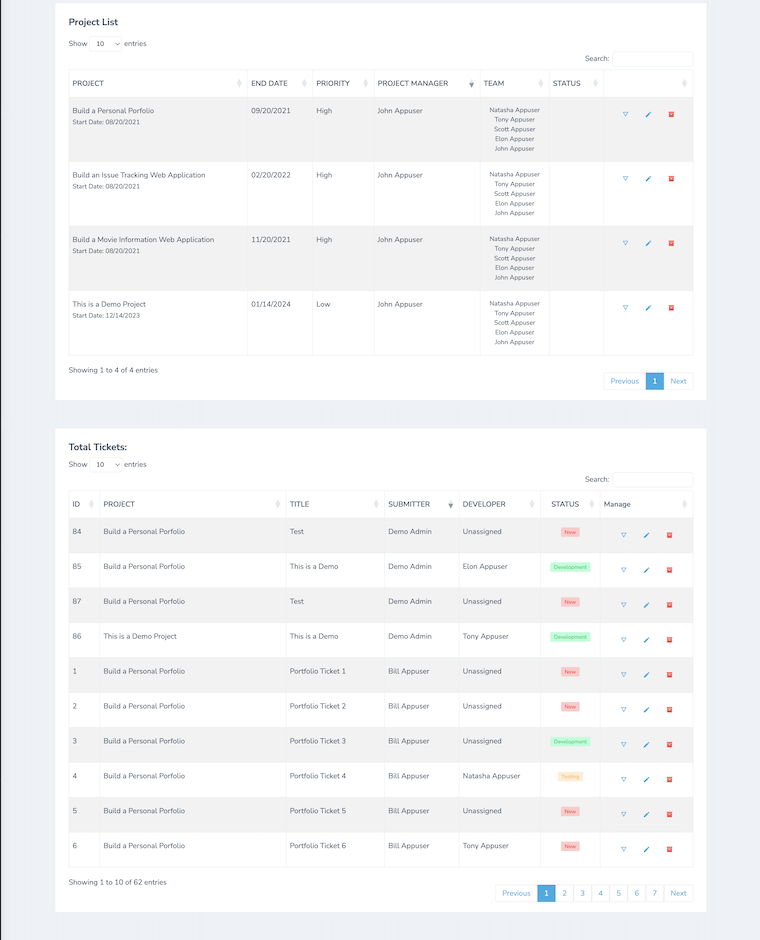 Project List
Show 10 entries
Search:
PROJECT END DATE PRIORITY PROJECT MANAGER TEAM STATUS
Build a Personal Porfolio 09/20/2021 High John Appuser Natasha Appuser
Start Date: 08/20/2021 Tony Appuser
Scott Appuser
Elon Appuser
John Appuser
Build an Issue Tracking Web Application 02/20/2022 High John Appuser Natasha Appuser
Start Date: 08/20/2021 Tony Appuser
Scott Appuser
Elon Appuser
John Appuser
Build a Movie Information Web Application 11/20/2021 High John Appuser Natasha Appuser
Start Date: 08/20/2021 Tony Appuser
Scott Appuser
Elon Appuser
John Appuser
This is a Demo Project 01/14/2024 Low John Appuser Natasha Appuser
Start Date: 12/14/2023 Tony Appuser
Scott Appuser
Elon Appuser
John Appuser
Showing 1 to 4 of 4 entries
Previous 1 Next
Total Tickets:
Show 10 entries
Search:
ID PROJECT TITLE SUBMITTER DEVELOPER STATUS Manage
84 Build a Personal Porfolio Test Demo Admin Unassigned New
85 Build a Personal Porfolio This is a Demo Demo Admin Elon Appuser Development
87 Build a Personal Porfolio Test Demo Admin Unassigned New
86 This is a Demo Project This is a Demo Demo Admin Tony Appuser Development
1 Build a Personal Porfolio Portfolio Ticket 1 Bill Appuser Unassigned New
2 Build a Personal Porfolio Portfolio Ticket 2 Bill Appuser Unassigned New
3 Build a Personal Porfolio Portfolio Ticket 3 Bill Appuser Unassigned Development
4 Build a Personal Porfolio Portfolio Ticket 4 Bill Appuser Natasha Appuser Testing
5 Build a Personal Porfolio Portfolio Ticket 5 Bill Appuser Unassigned New
6 Build a Personal Porfolio Portfolio Ticket 6 Bill Appuser Tony Appuser New
Showing 1 to 10 of 62 entries
Previous 1 2 3 4 5 6 7 Next